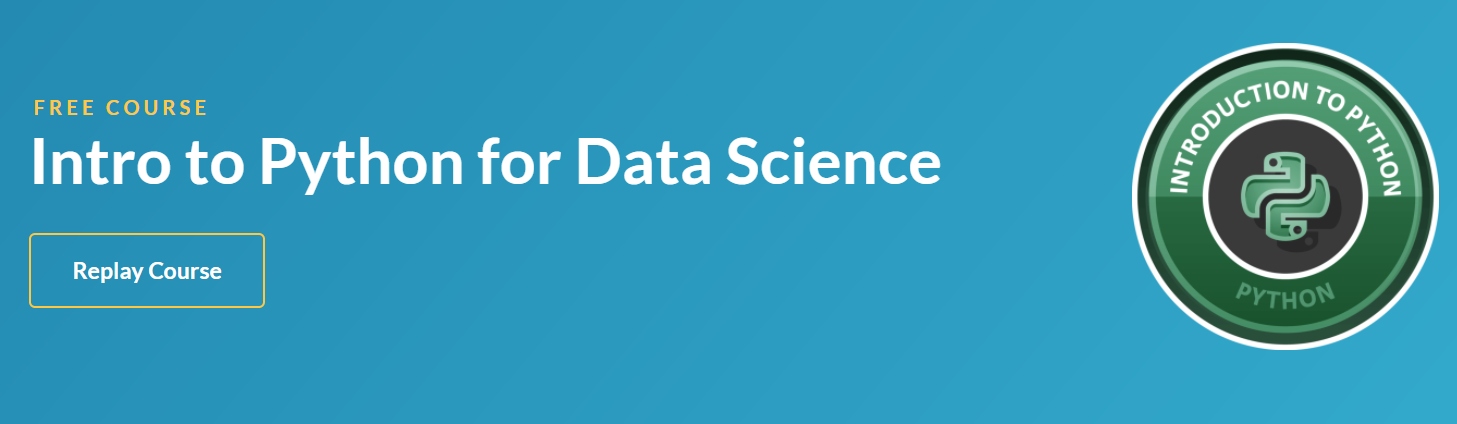 FREE COURSE
Intro to Python for Data Science
Replay Course
INTRODUCTION TO PYTHON
PYTHON